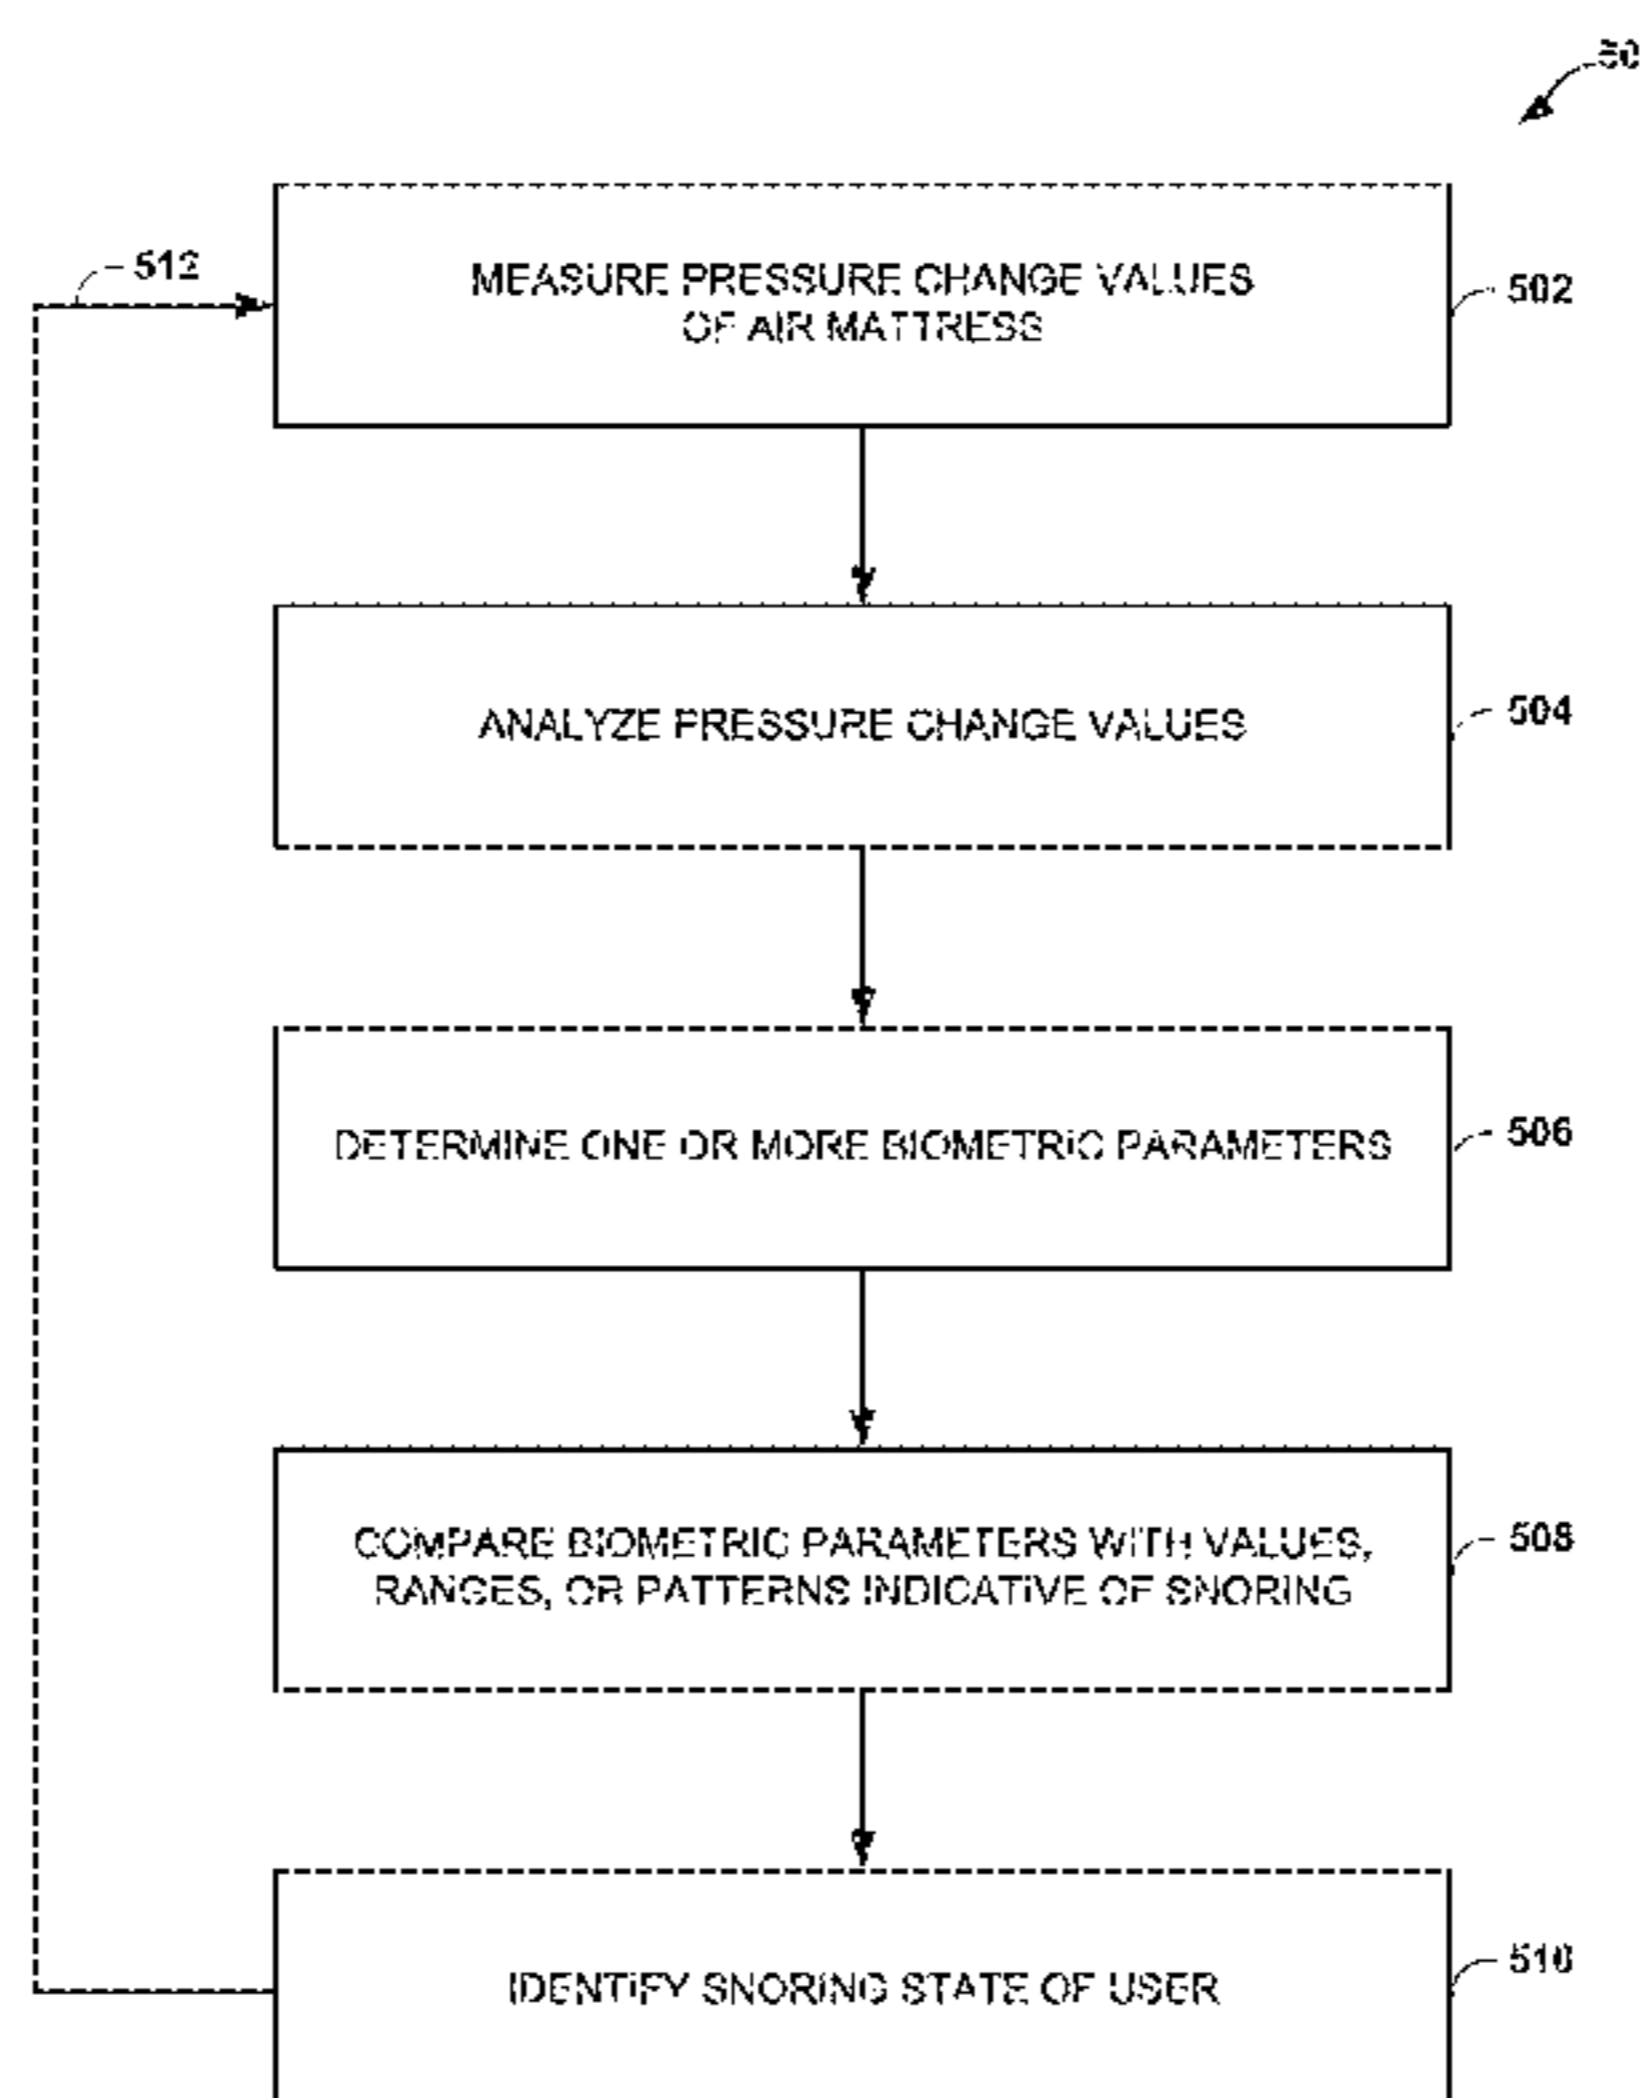 50
512
MEASURE PRESSURE CHANGE VALUES
OF AIR MATTRESS
502
ANALYZE PRESSURE CHANGE VALUES
504
DETERMINE ONE OR MORE BIOMETRIC PARAMETERS
506
COMPARE BIOMETRIC PARAMETERS WITH VALUES,
RANGES, OR PATTERNS INDICATIVE OF SNORING
508
IDENTIFY SNORING STATE OF USER
510